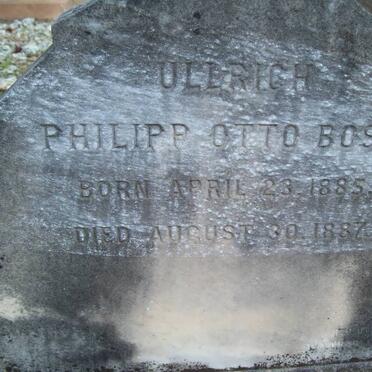 ULLRICH
PHILIPP OTTO BOS
BORN APRIL 23. 1885.
DIED AUGUST 30. 1887